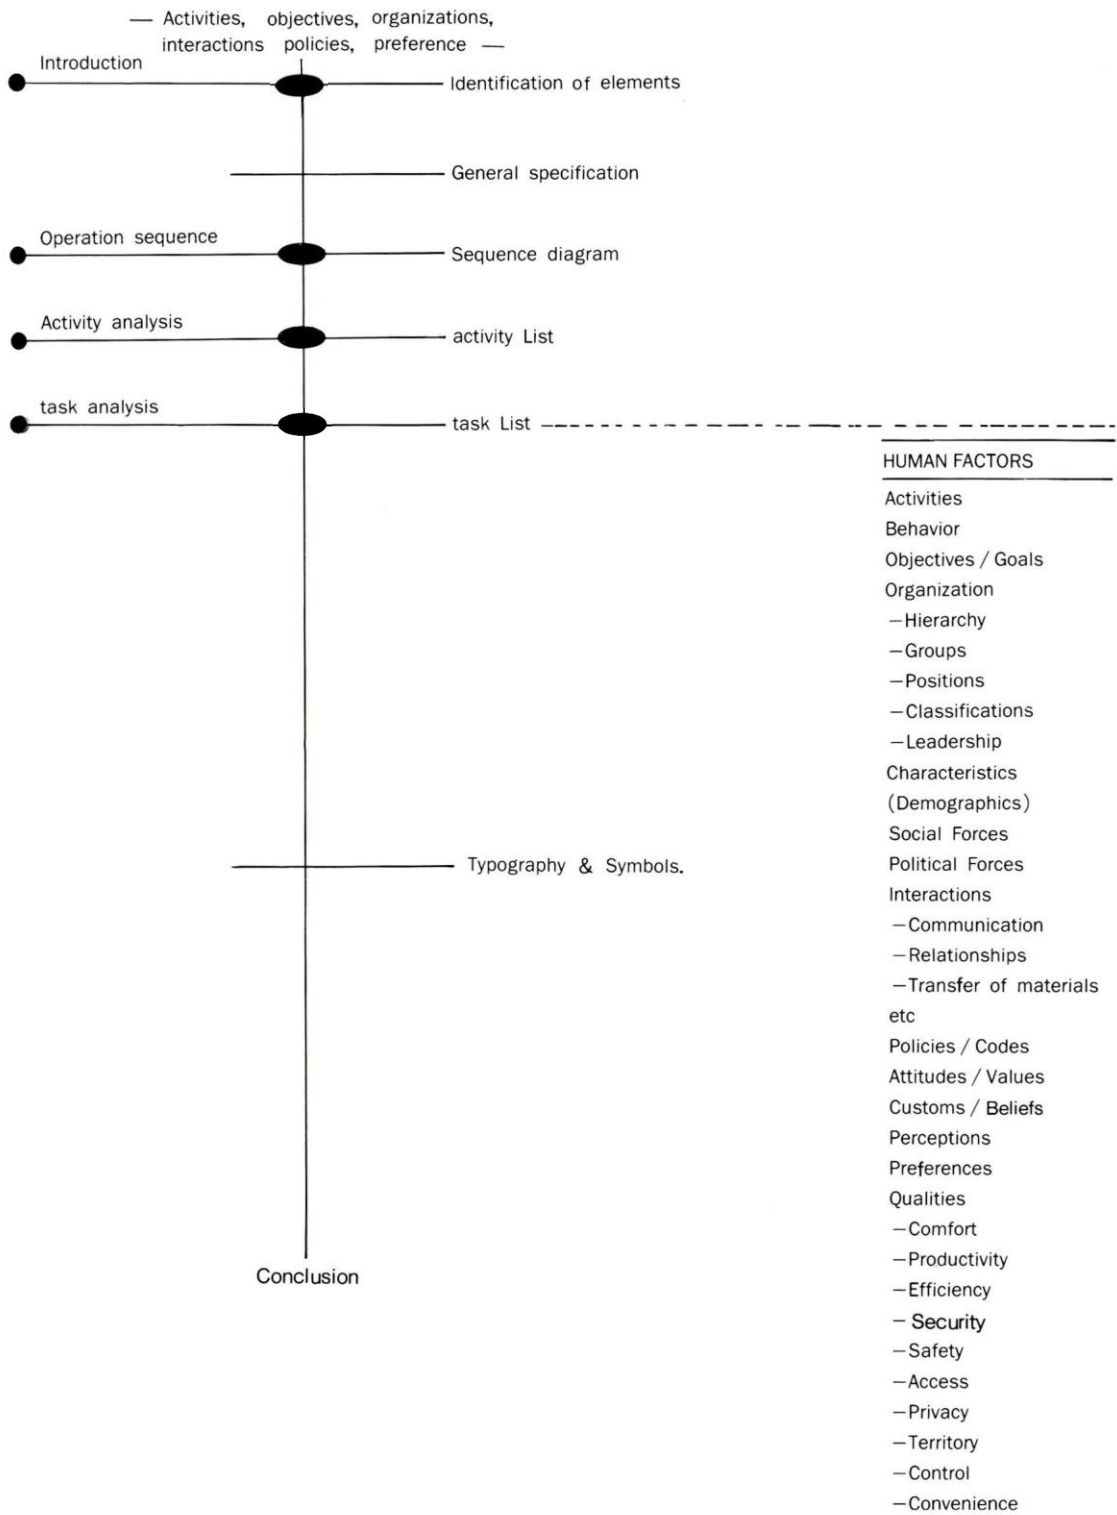 — Activities, objectives, organizations,
interactions policies, preference —
Introduction
Identification of elements
General specification
Operation sequence
Sequence diagram
Activity analysis
activity List
task analysis
task List
Typography & Symbols.
Conclusion
HUMAN FACTORS
Activities
Behavior
Objectives / Goals
Organization
—Hierarchy
—Groups
—Positions
—Classifications
—Leadership
Characteristics
(Demographics)
Social Forces
Political Forces
Interactions
—Communication
—Relationships
—Transfer of materials
etc
Policies / Codes
Attitudes / Values
Customs / Beliefs
Perceptions
Preferences
Qualities
—Comfort
—Productivity
—Efficiency
— Security
—Safety
—Access
—Privacy
—Territory
—Control
—Convenience